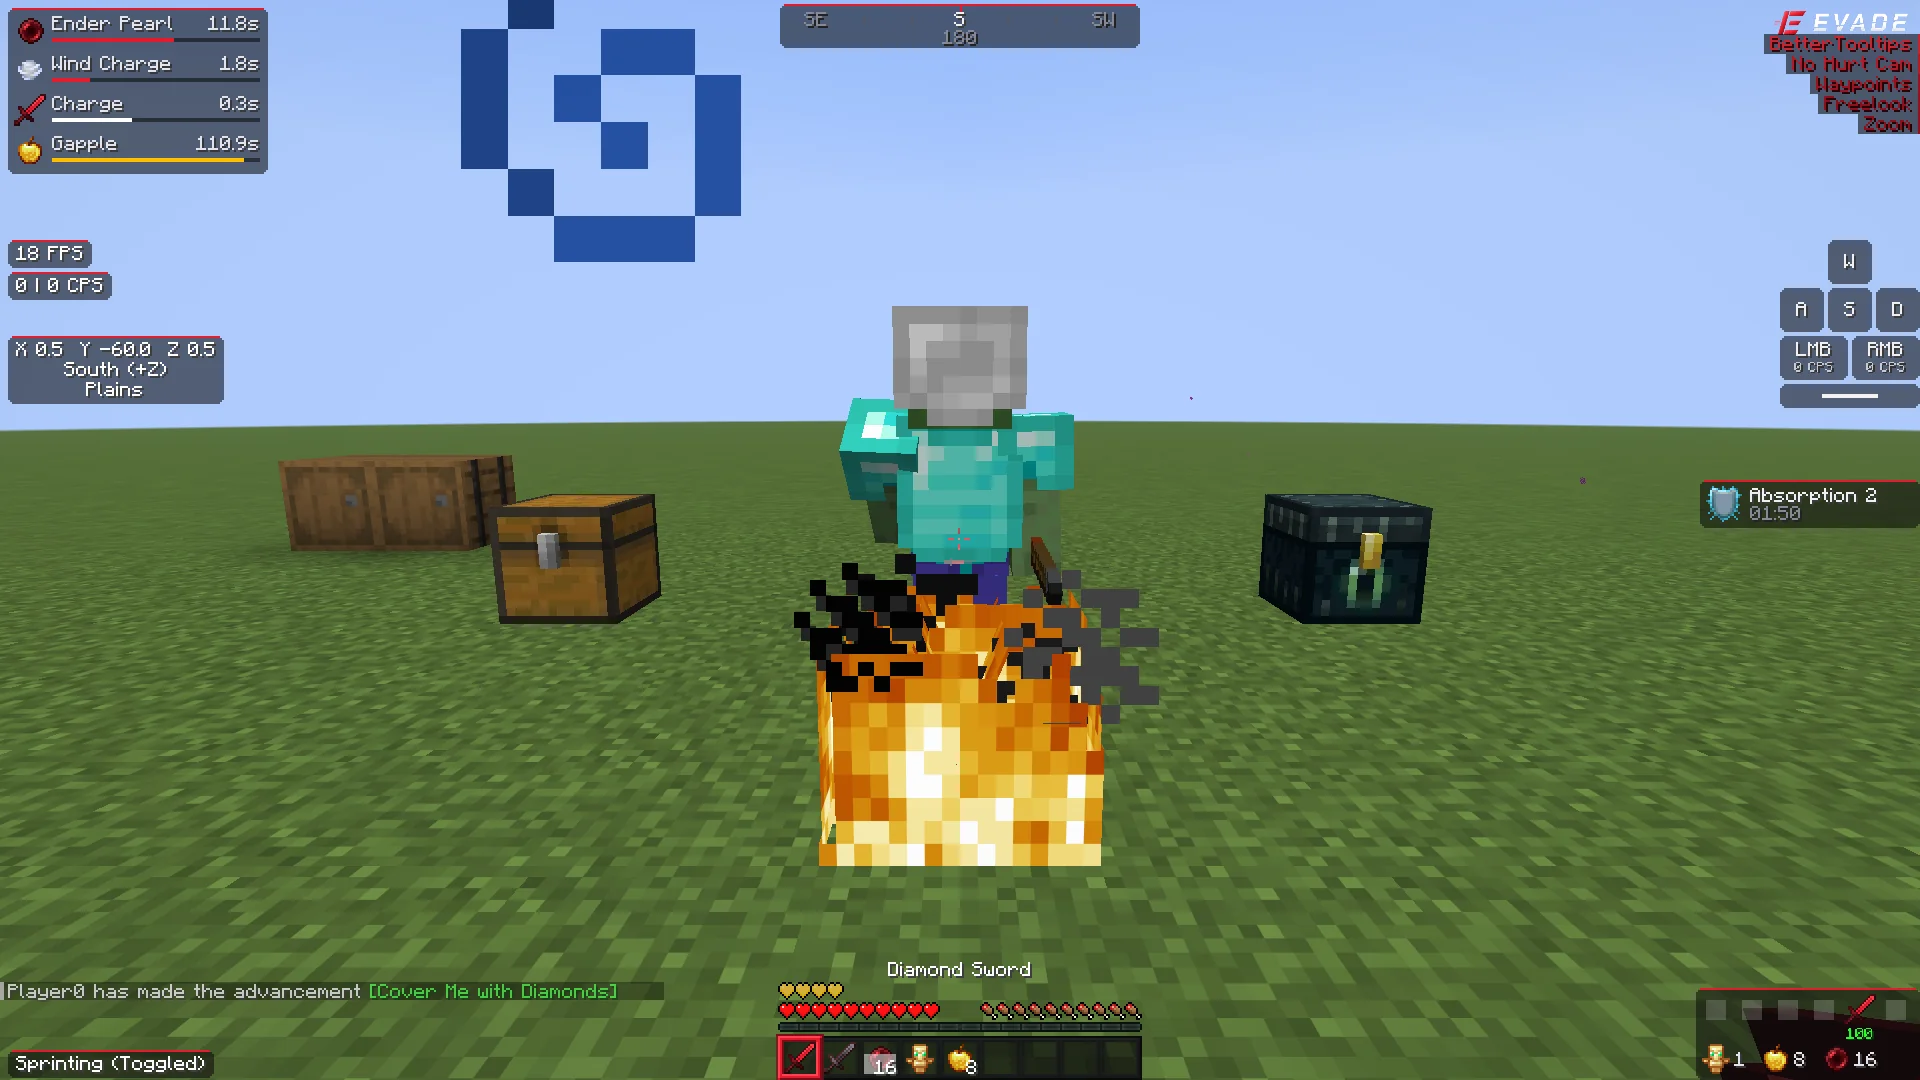 Ender Pearl 11.8s
Wind Charge 1.8s
Charge 0.3s
Gapple 110.9s
SE S SW
180
EVADE
Better Tooltips
No Hurt Cam
Waypoints
Freelook
Zoom
18 FPS
0 | 0 CPS
X 0.5 Y -60.0 Z 0.5
South (+Z)
Plains
W
A S D
LMB RMB
0 CPS 0 CPS
Absorption 2
01:50
Diamond Sword
Player0 has made the advancement [Cover Me with Diamonds]
Sprinting (Toggled)
16 8
100
1 8 16